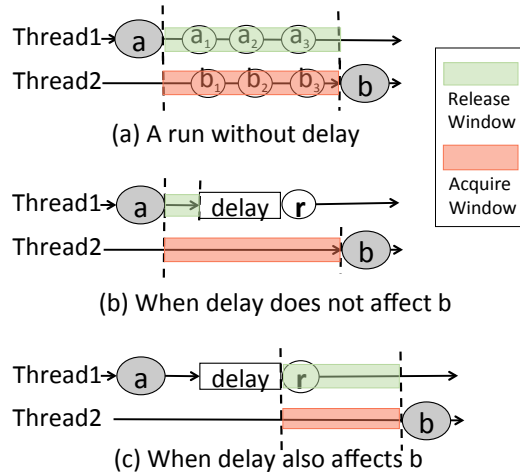 Thread1 a a1 a2 a3
Thread2 b1 b2 b3 b
(a) A run without delay
Release
Window
Acquire
Window
Thread1 a delay r
Thread2 b
(b) When delay does not affect b
Thread1 a delay r
Thread2 b
(c) When delay also affects b